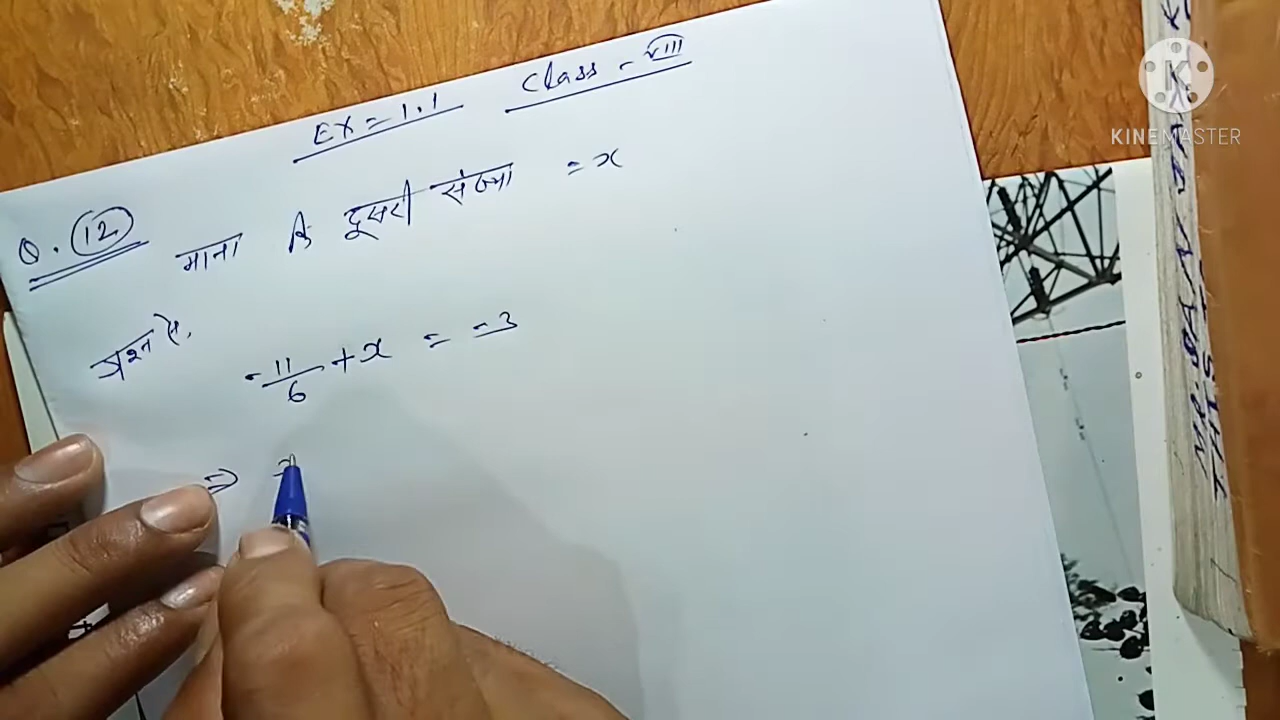 Ex = 1.1 Class - VIII
Q. 12 माना कि दूसरी संख्या = x
प्रश्न से,
-11/6 + x = -3
⇒
KINEMASTER